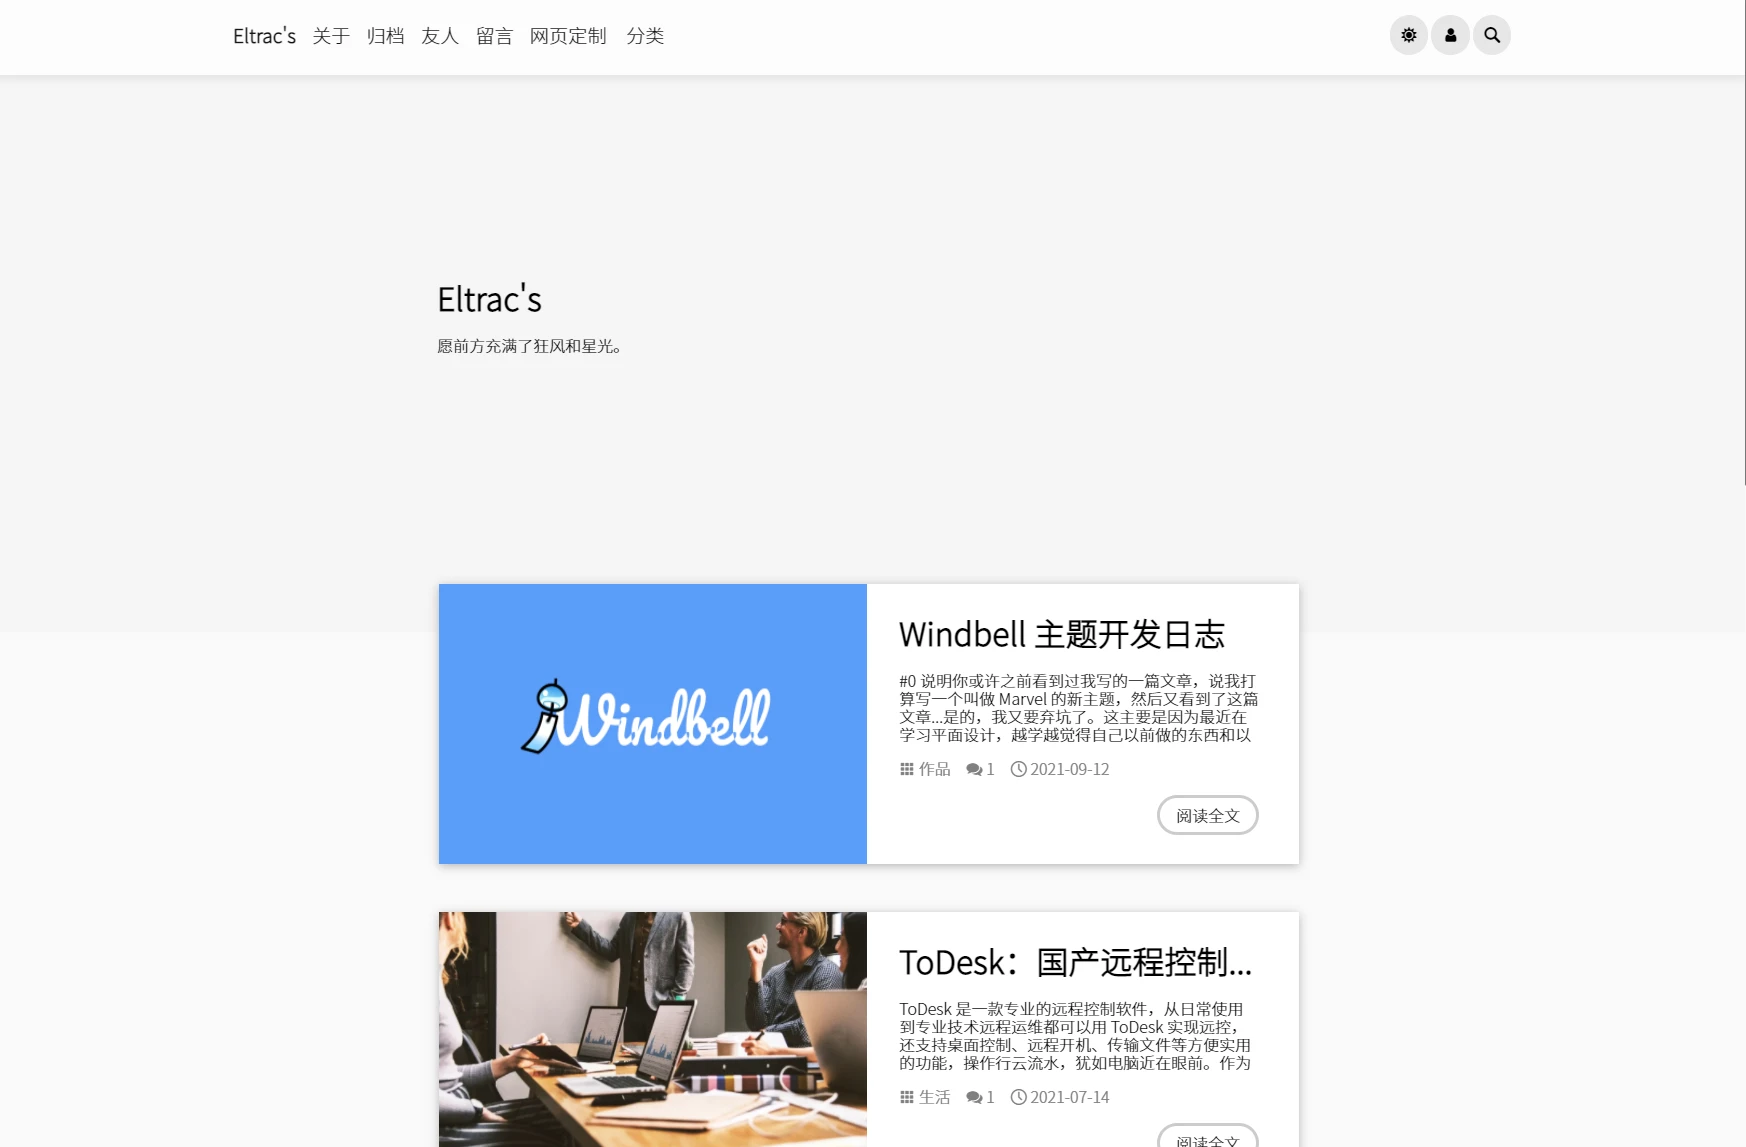 Eltrac's 关于 归档 友人 留言 网页定制 分类
Eltrac's
愿前方充满了狂风和星光。
Windbell
Windbell 主题开发日志
#0 说明你或许之前看到过我写的一篇文章，说我打
算写一个叫做 Marvel 的新主题，然后又看到了这篇
文章...是的，我又要弃坑了。这主要是因为最近在
学习平面设计，越学越觉得自己以前做的东西和以
作品 1 2021-09-12
阅读全文
ToDesk：国产远程控制...
ToDesk 是一款专业的远程控制软件，从日常使用
到专业技术远程运维都可以用 ToDesk 实现远控，
还支持桌面控制、远程开机、传输文件等方便实用
的功能，操作行云流水，犹如电脑近在眼前。作为
生活 1 2021-07-14
阅读全文